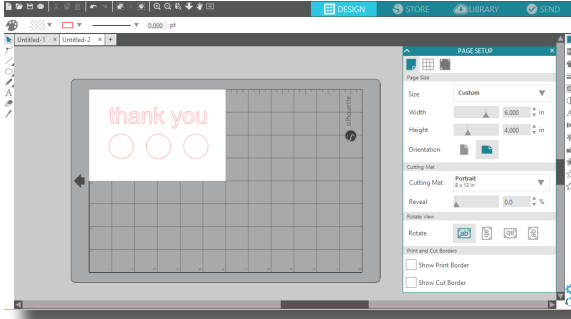 DESIGN
STORE
LIBRARY
SEND
0.000 pt
Untitled-1 ×
Untitled-2 × +
PAGE SETUP ×
Page Size
Size Custom
Width 6.000 in
Height 4.000 in
Orientation
Cutting Mat
Cutting Mat Portrait
8 x 12 in
Reveal 0.0 %
Rotate View
Rotate ab
Print and Cut Borders
Show Print Border
Show Cut Border
thank you
silhouette
A